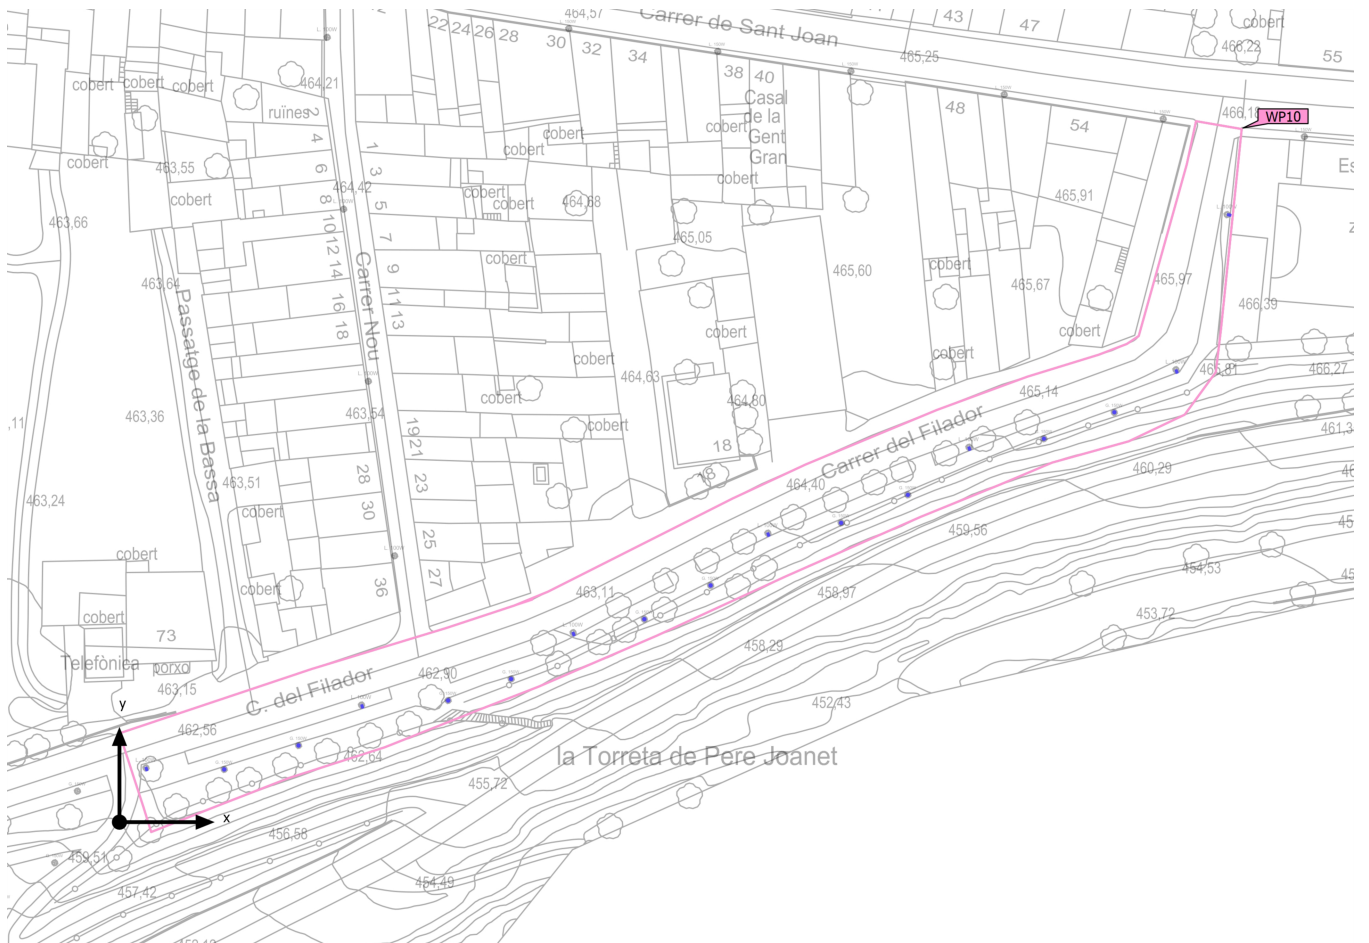 464,57
Carrer de Sant Joan
43
47
cobert
22 24 26 28
30
32
34
465,25
466,22
55
38
40
cobert
cobert
cobert
464,21
Casal
de la
Gent
Gran
48
466,18
WP10
ruïnes
2
4
6
8
10
12
14
16
18
28
30
36
54
cobert
cobert
cobert
1
3
5
7
9
11
13
19
21
23
25
27
cobert
463,55
464,42
cobert
cobert
cobert
cobert
464,68
465,91
463,66
465,05
cobert
cobert
465,60
465,67
465,97
463,64
Passatge de la Bassa
Carrer Nou
466,39
cobert
cobert
cobert
cobert
464,63
465,14
465,81
466,27
cobert
464,80
463,36
463,54
cobert
18
18
Carrer del Filador
463,51
464,40
460,29
463,24
cobert
459,56
cobert
cobert
463,11
458,97
454,53
cobert
453,72
73
Telefònica
porxo
458,29
463,15
C. del Filador
462,90
452,43
y
462,56
462,64
la Torreta de Pere Joanet
455,72
x
456,58
459,51
457,42
454,49